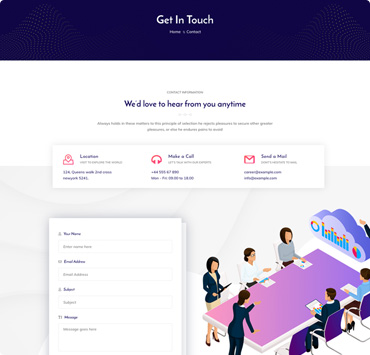 Get In Touch
Home Contact
CONTACT INFORMATION
We'd love to hear from you anytime
Always holds in these matters to this principle of selection he rejects pleasures to secure other greater
pleasures, or else he endures pains to avoid
Location
VISIT TO EXPLORE THE WORLD
124, Queens walk 2nd cross
newyork 5241.
Make a Call
LET'S TALK WITH OUR EXPERTS
+44 555 67 890
Mon - Fri: 09.00 to 18.00
Send a Mail
DON'T HESITATE TO MAIL
career@example.com
info@example.com
Your Name
Enter name here
Email Address
Email Address
Subject
Subject
Message
Message goes here